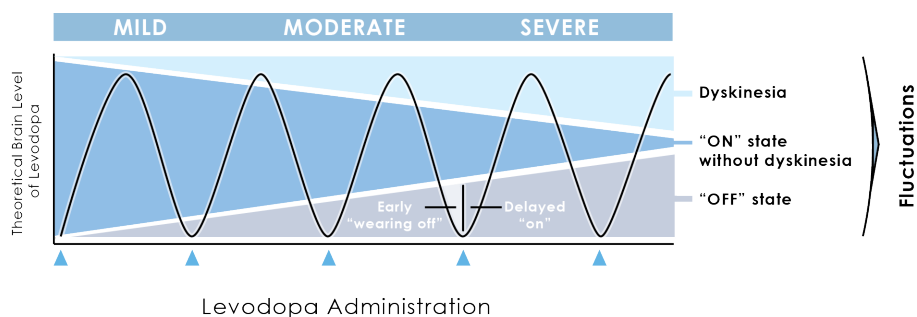 MILD MODERATE SEVERE
Theoretical Brain Level
of Levodopa
Dyskinesia
“ON” state
without dyskinesia
“OFF” state
Early
“wearing off”
Delayed
“on”
Fluctuations
Levodopa Administration